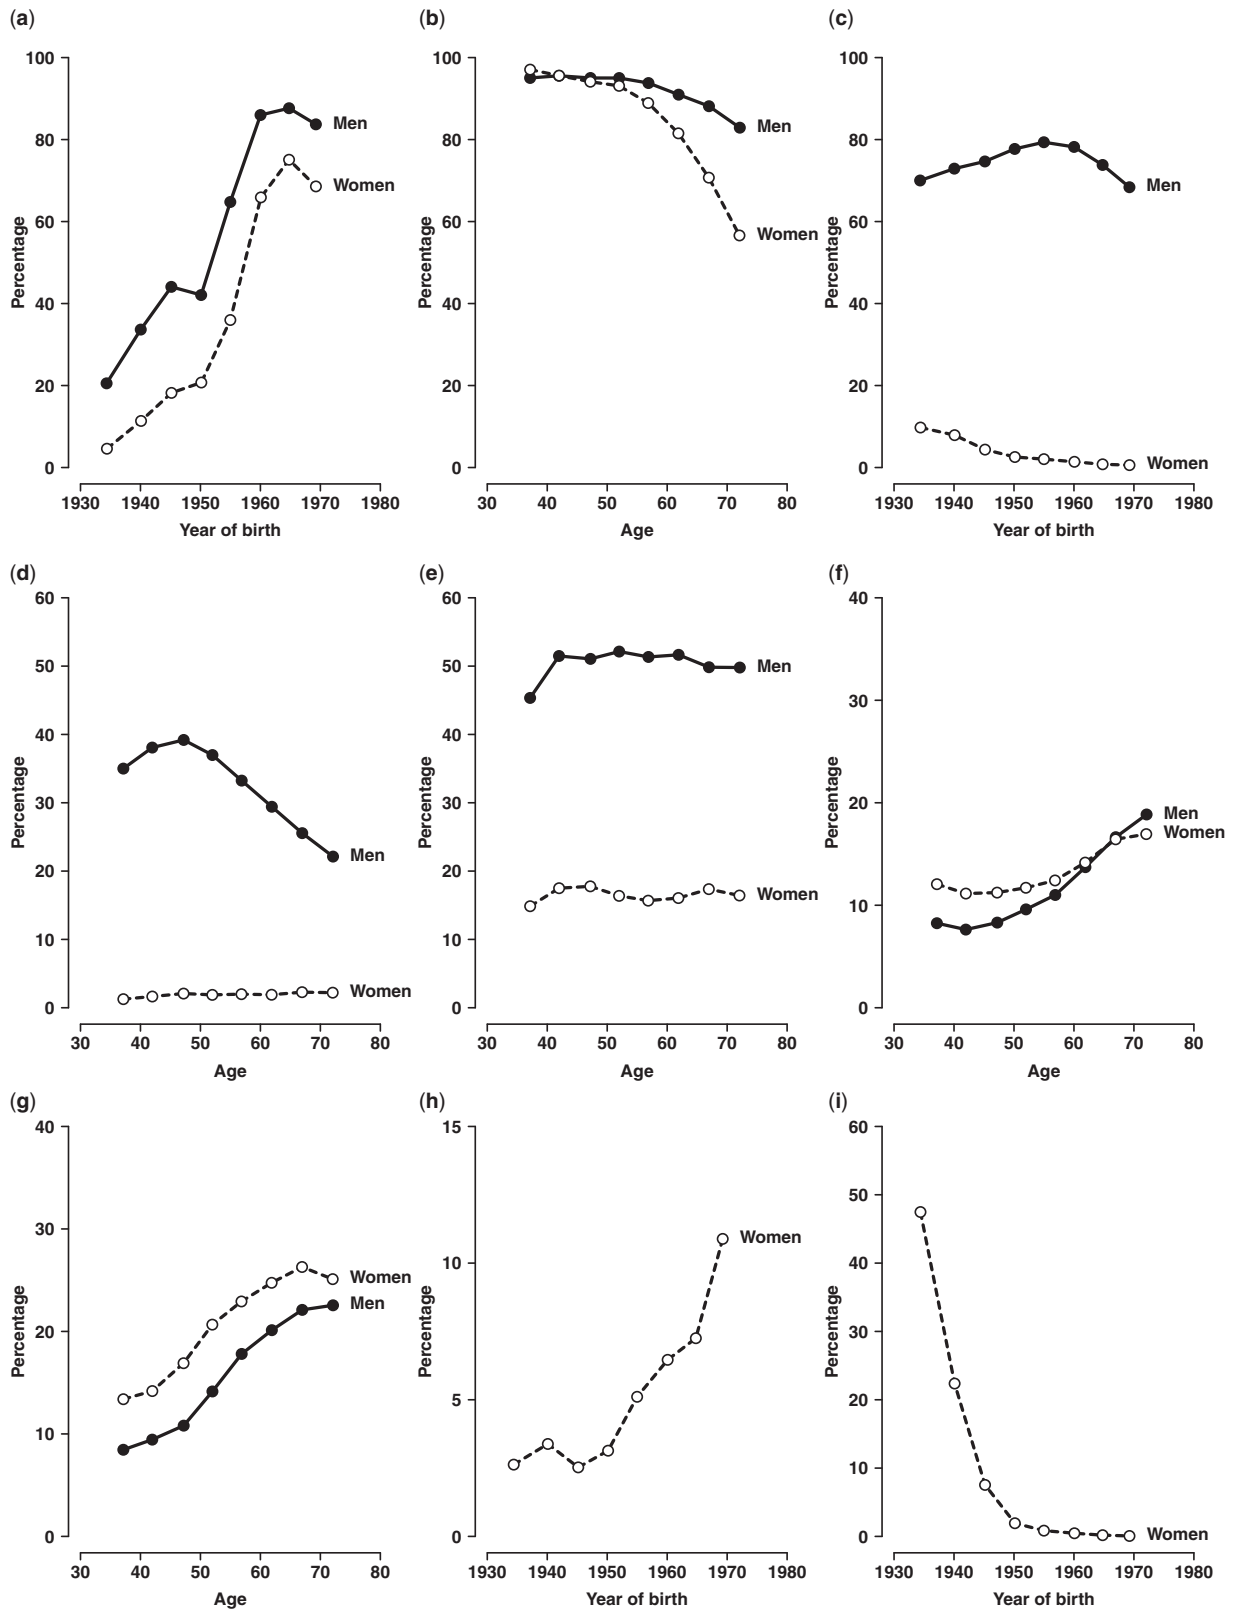 (a)
100
80
60
40
20
0
Percentage
Men
Women
1930 1940 1950 1960 1970 1980
Year of birth
(b)
100
80
60
40
20
0
Percentage
Men
Women
30 40 50 60 70 80
Age
(c)
100
80
60
40
20
0
Percentage
Men
Women
1930 1940 1950 1960 1970 1980
Year of birth
(d)
60
50
40
30
20
10
0
Percentage
Men
Women
30 40 50 60 70 80
Age
(e)
60
50
40
30
20
10
0
Percentage
Men
Women
30 40 50 60 70 80
Age
(f)
40
30
20
10
0
Percentage
Men
Women
30 40 50 60 70 80
Age
(g)
40
30
20
10
0
Percentage
Women
Men
30 40 50 60 70 80
Age
(h)
15
10
5
0
Percentage
Women
1930 1940 1950 1960 1970 1980
Year of birth
(i)
60
50
40
30
20
10
0
Percentage
Women
1930 1940 1950 1960 1970 1980
Year of birth